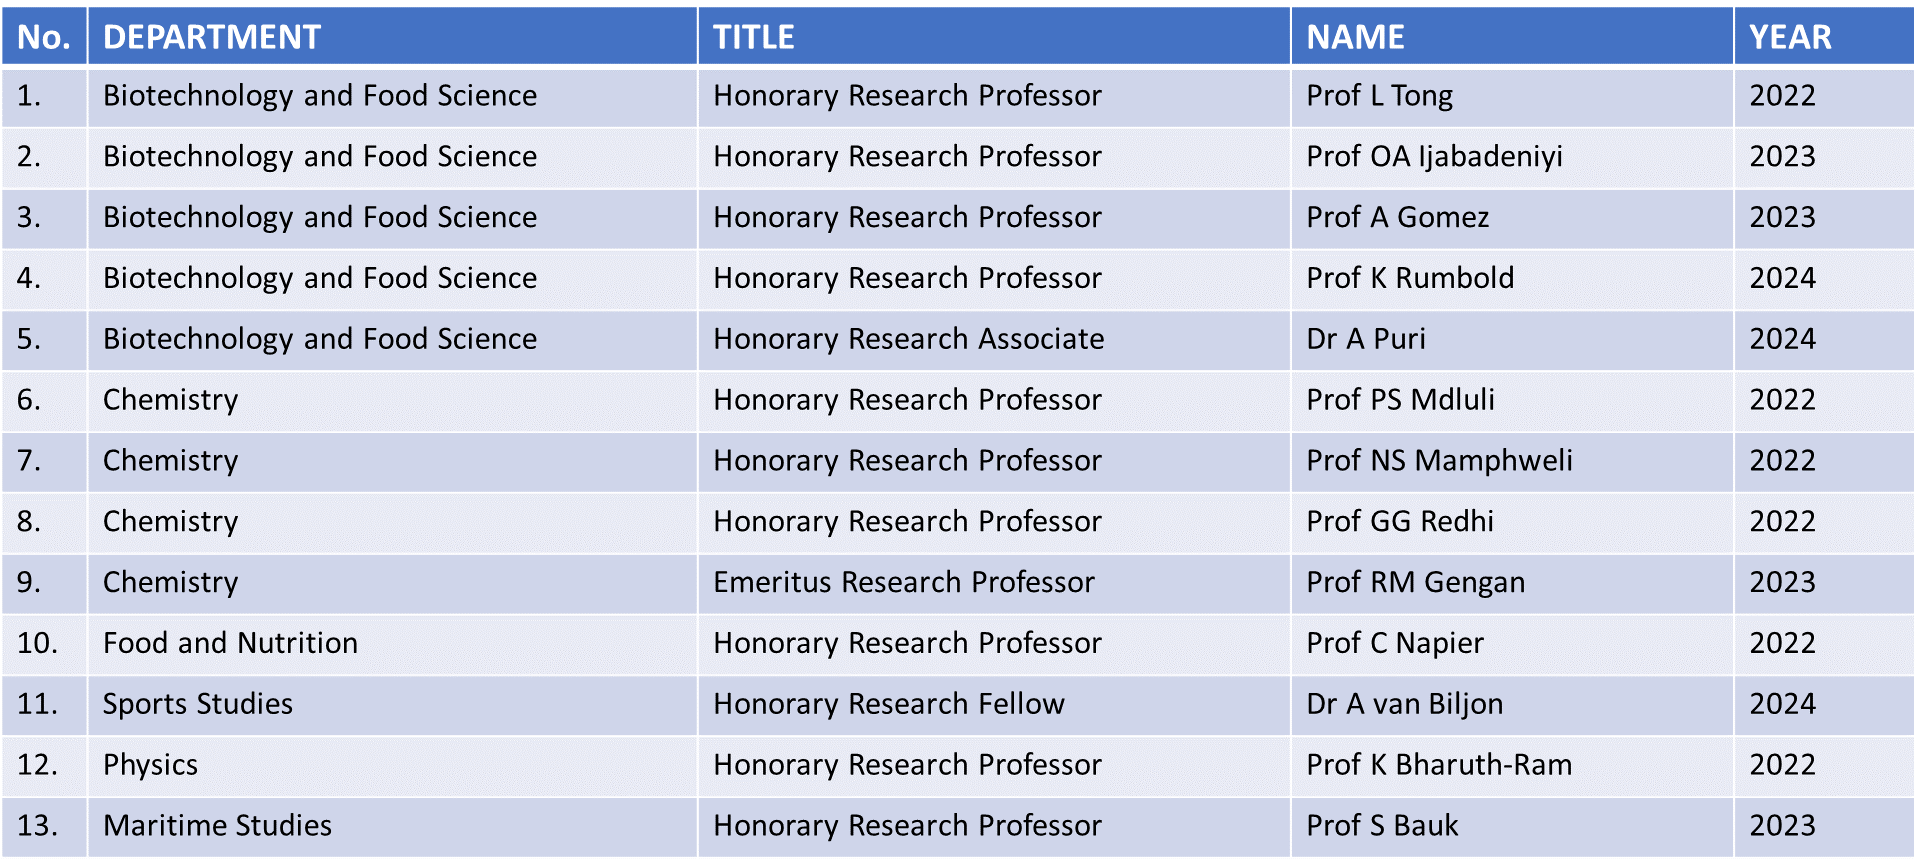 No. DEPARTMENT TITLE NAME YEAR
1. Biotechnology and Food Science Honorary Research Professor Prof L Tong 2022
2. Biotechnology and Food Science Honorary Research Professor Prof OA Ijabadeniyi 2023
3. Biotechnology and Food Science Honorary Research Professor Prof A Gomez 2023
4. Biotechnology and Food Science Honorary Research Professor Prof K Rumbold 2024
5. Biotechnology and Food Science Honorary Research Associate Dr A Puri 2024
6. Chemistry Honorary Research Professor Prof PS Mdluli 2022
7. Chemistry Honorary Research Professor Prof NS Mamphweli 2022
8. Chemistry Honorary Research Professor Prof GG Redhi 2022
9. Chemistry Emeritus Research Professor Prof RM Gengan 2023
10. Food and Nutrition Honorary Research Professor Prof C Napier 2022
11. Sports Studies Honorary Research Fellow Dr A van Biljon 2024
12. Physics Honorary Research Professor Prof K Bharuth-Ram 2022
13. Maritime Studies Honorary Research Professor Prof S Bauk 2023